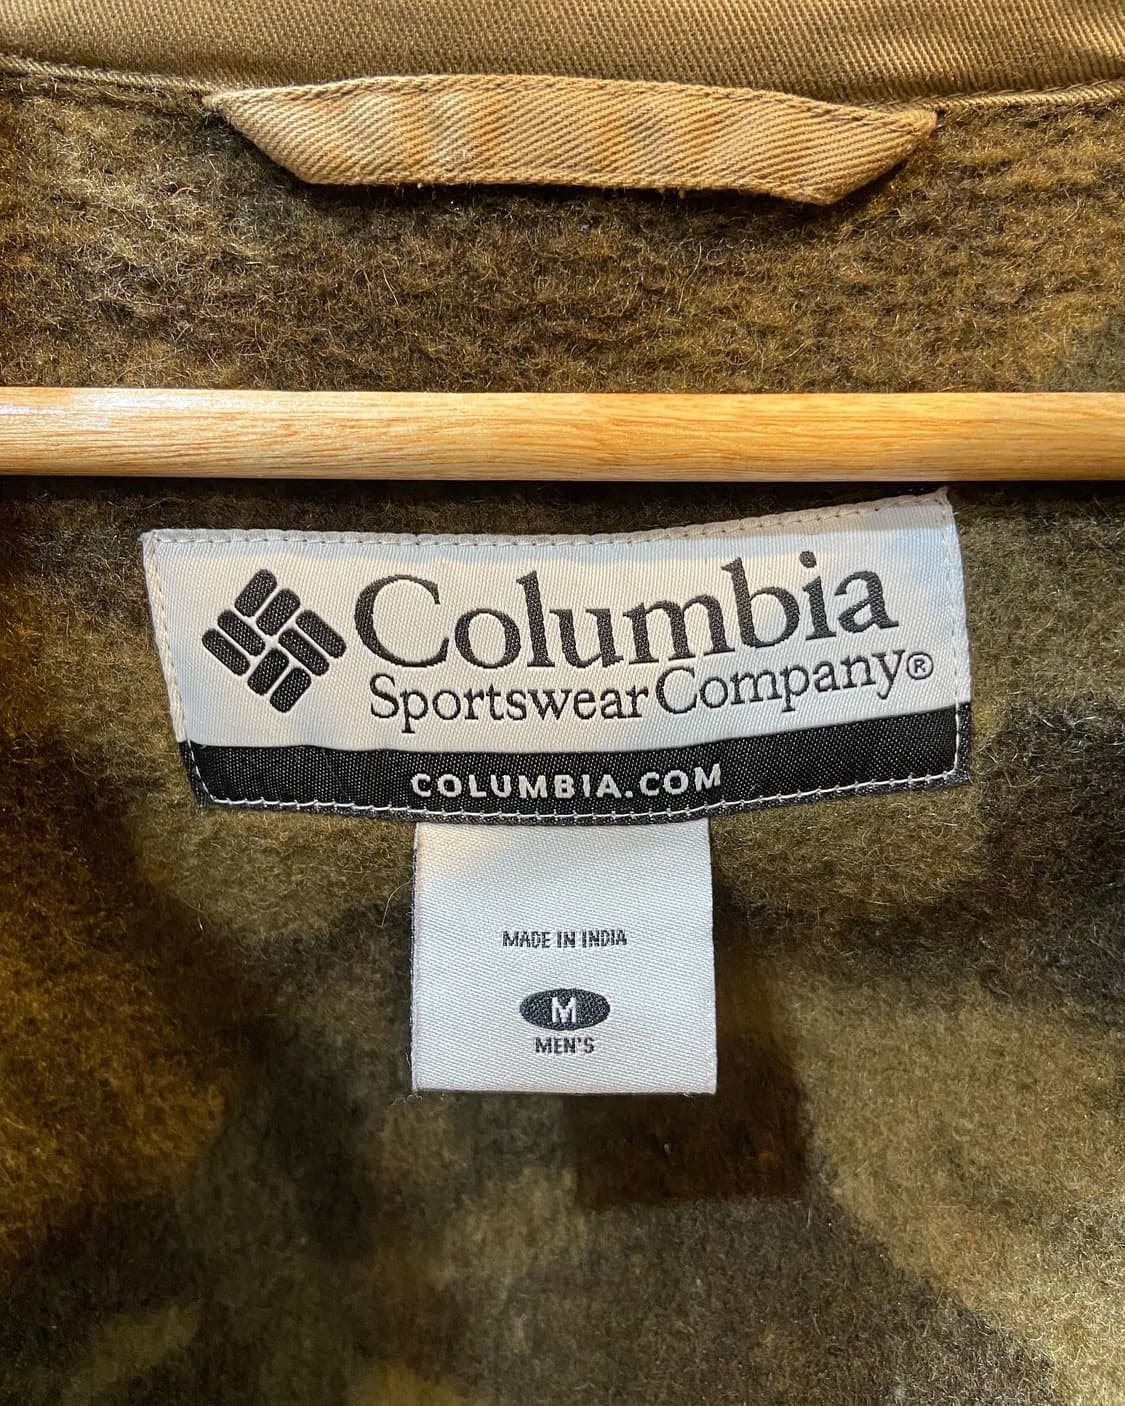 Columbia
Sportswear Company®
COLUMBIA.COM
MADE IN INDIA
M
MEN'S